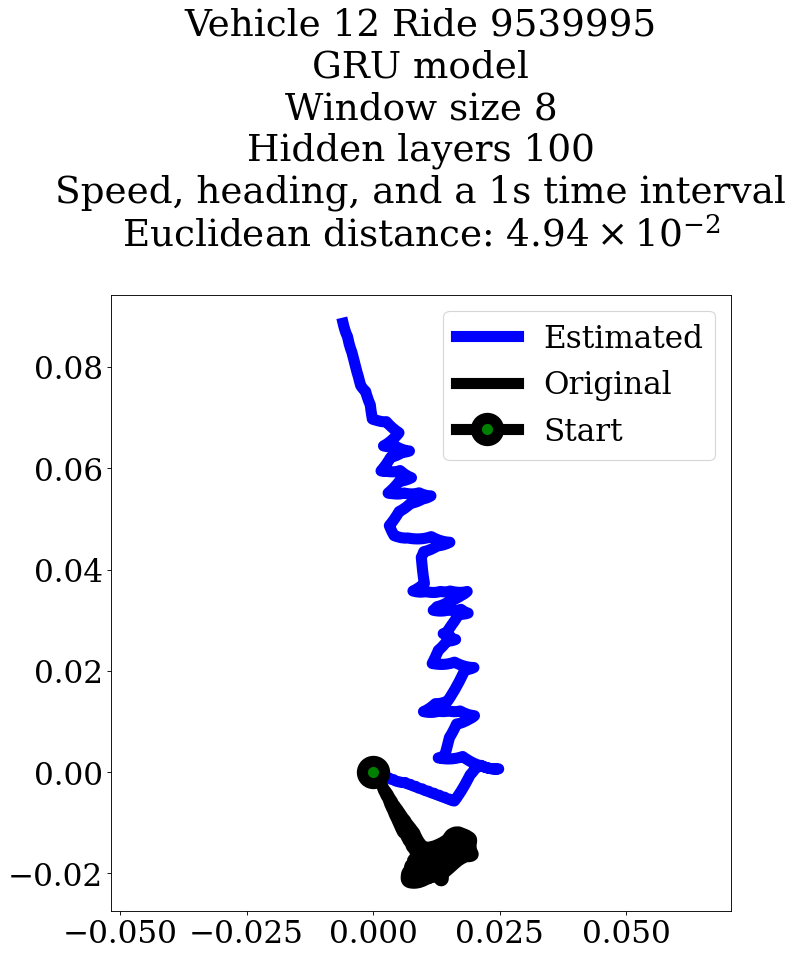 Vehicle 12 Ride 9539995
GRU model
Window size 8
Hidden layers 100
Speed, heading, and a 1s time interval
Euclidean distance: 4.94 × 10⁻²
Estimated
Original
Start
0.08
0.06
0.04
0.02
0.00
−0.02
−0.050 −0.025 0.000 0.025 0.050